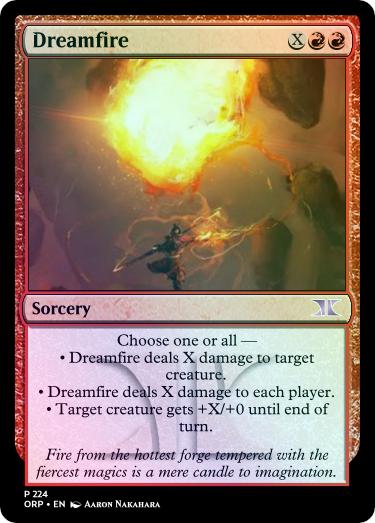 Dreamfire X
Sorcery
Choose one or all —
• Dreamfire deals X damage to target
creature.
• Dreamfire deals X damage to each player.
• Target creature gets +X/+0 until end of
turn.
Fire from the hottest forge tempered with the
fiercest magics is a mere candle to imagination.
P 224
ORP • EN Aaron Nakahara